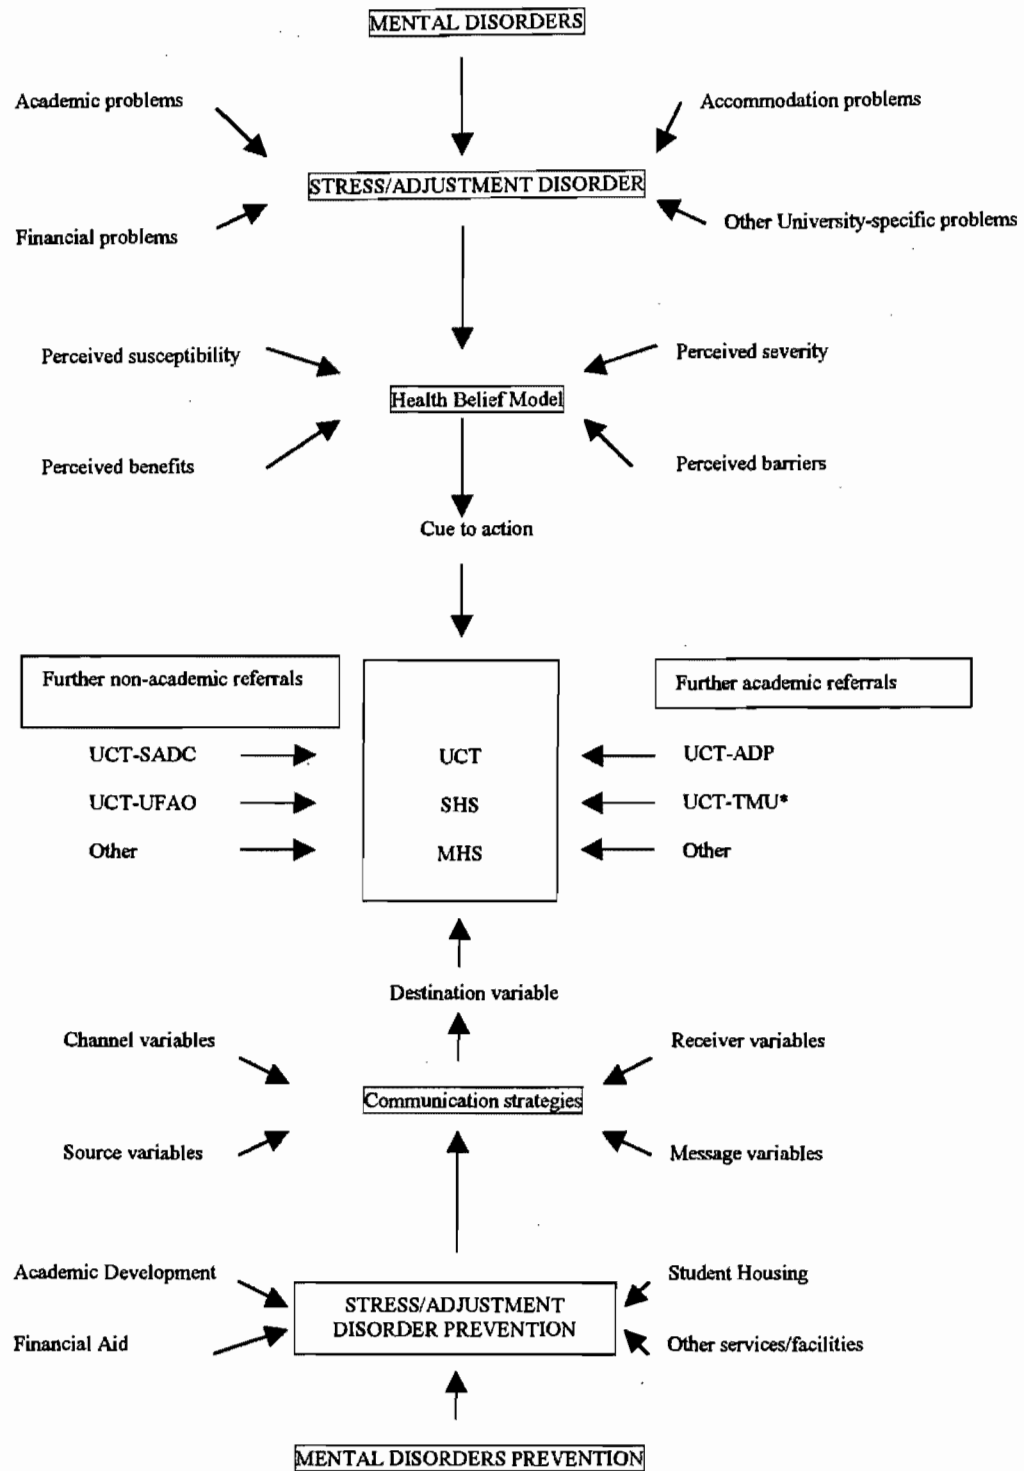 MENTAL DISORDERS
Academic problems
Accommodation problems
STRESS/ADJUSTMENT DISORDER
Financial problems
Other University-specific problems
Perceived susceptibility
Perceived severity
Health Belief Model
Perceived benefits
Perceived barriers
Cue to action
Further non-academic referrals
Further academic referrals
UCT-SADC
UCT
UCT-ADP
UCT-UFAO
SHS
UCT-TMU*
Other
MHS
Other
Destination variable
Channel variables
Receiver variables
Communication strategies
Source variables
Message variables
Academic Development
Student Housing
STRESS/ADJUSTMENT
DISORDER PREVENTION
Financial Aid
Other services/facilities
MENTAL DISORDERS PREVENTION